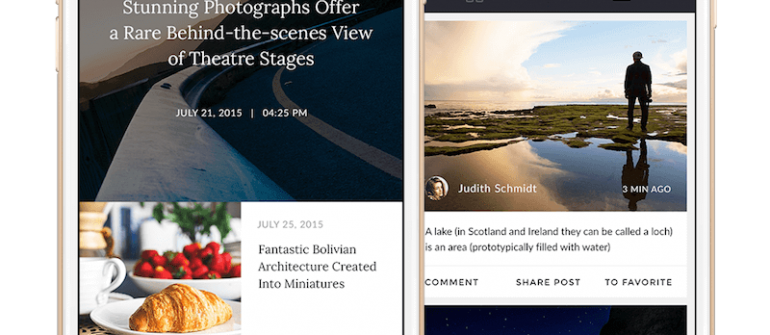 Stunning Photographs Offer
a Rare Behind-the-scenes View
of Theatre Stages
JULY 21, 2015 | 04:25 PM
JULY 25, 2015
Fantastic Bolivian
Architecture Created
Into Miniatures
Judith Schmidt
3 MIN AGO
A lake (in Scotland and Ireland they can be called a loch)
is an area (prototypically filled with water)
COMMENT
SHARE POST
TO FAVORITE